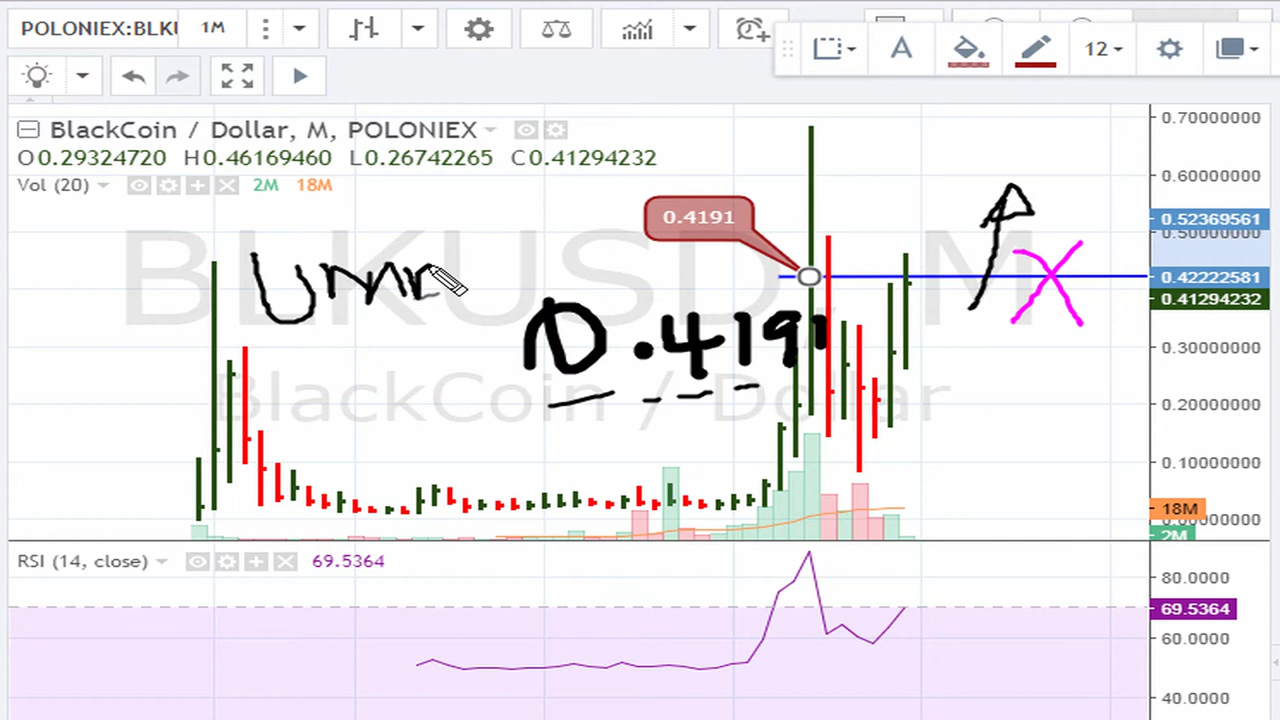 POLONIEX:BLKU 1M
12
BlackCoin / Dollar, M, POLONIEX
O0.29324720 H0.46169460 L0.26742265 C0.41294232
Vol (20) 2M 18M
BLKUSD, M
BlackCoin / Dollar
0.4191
0.4191
0.70000000
0.60000000
0.52369561
0.50000000
0.42222581
0.41294232
0.30000000
0.20000000
0.10000000
18M
0.00000000
2M
RSI (14, close) 69.5364
80.0000
69.5364
60.0000
40.0000